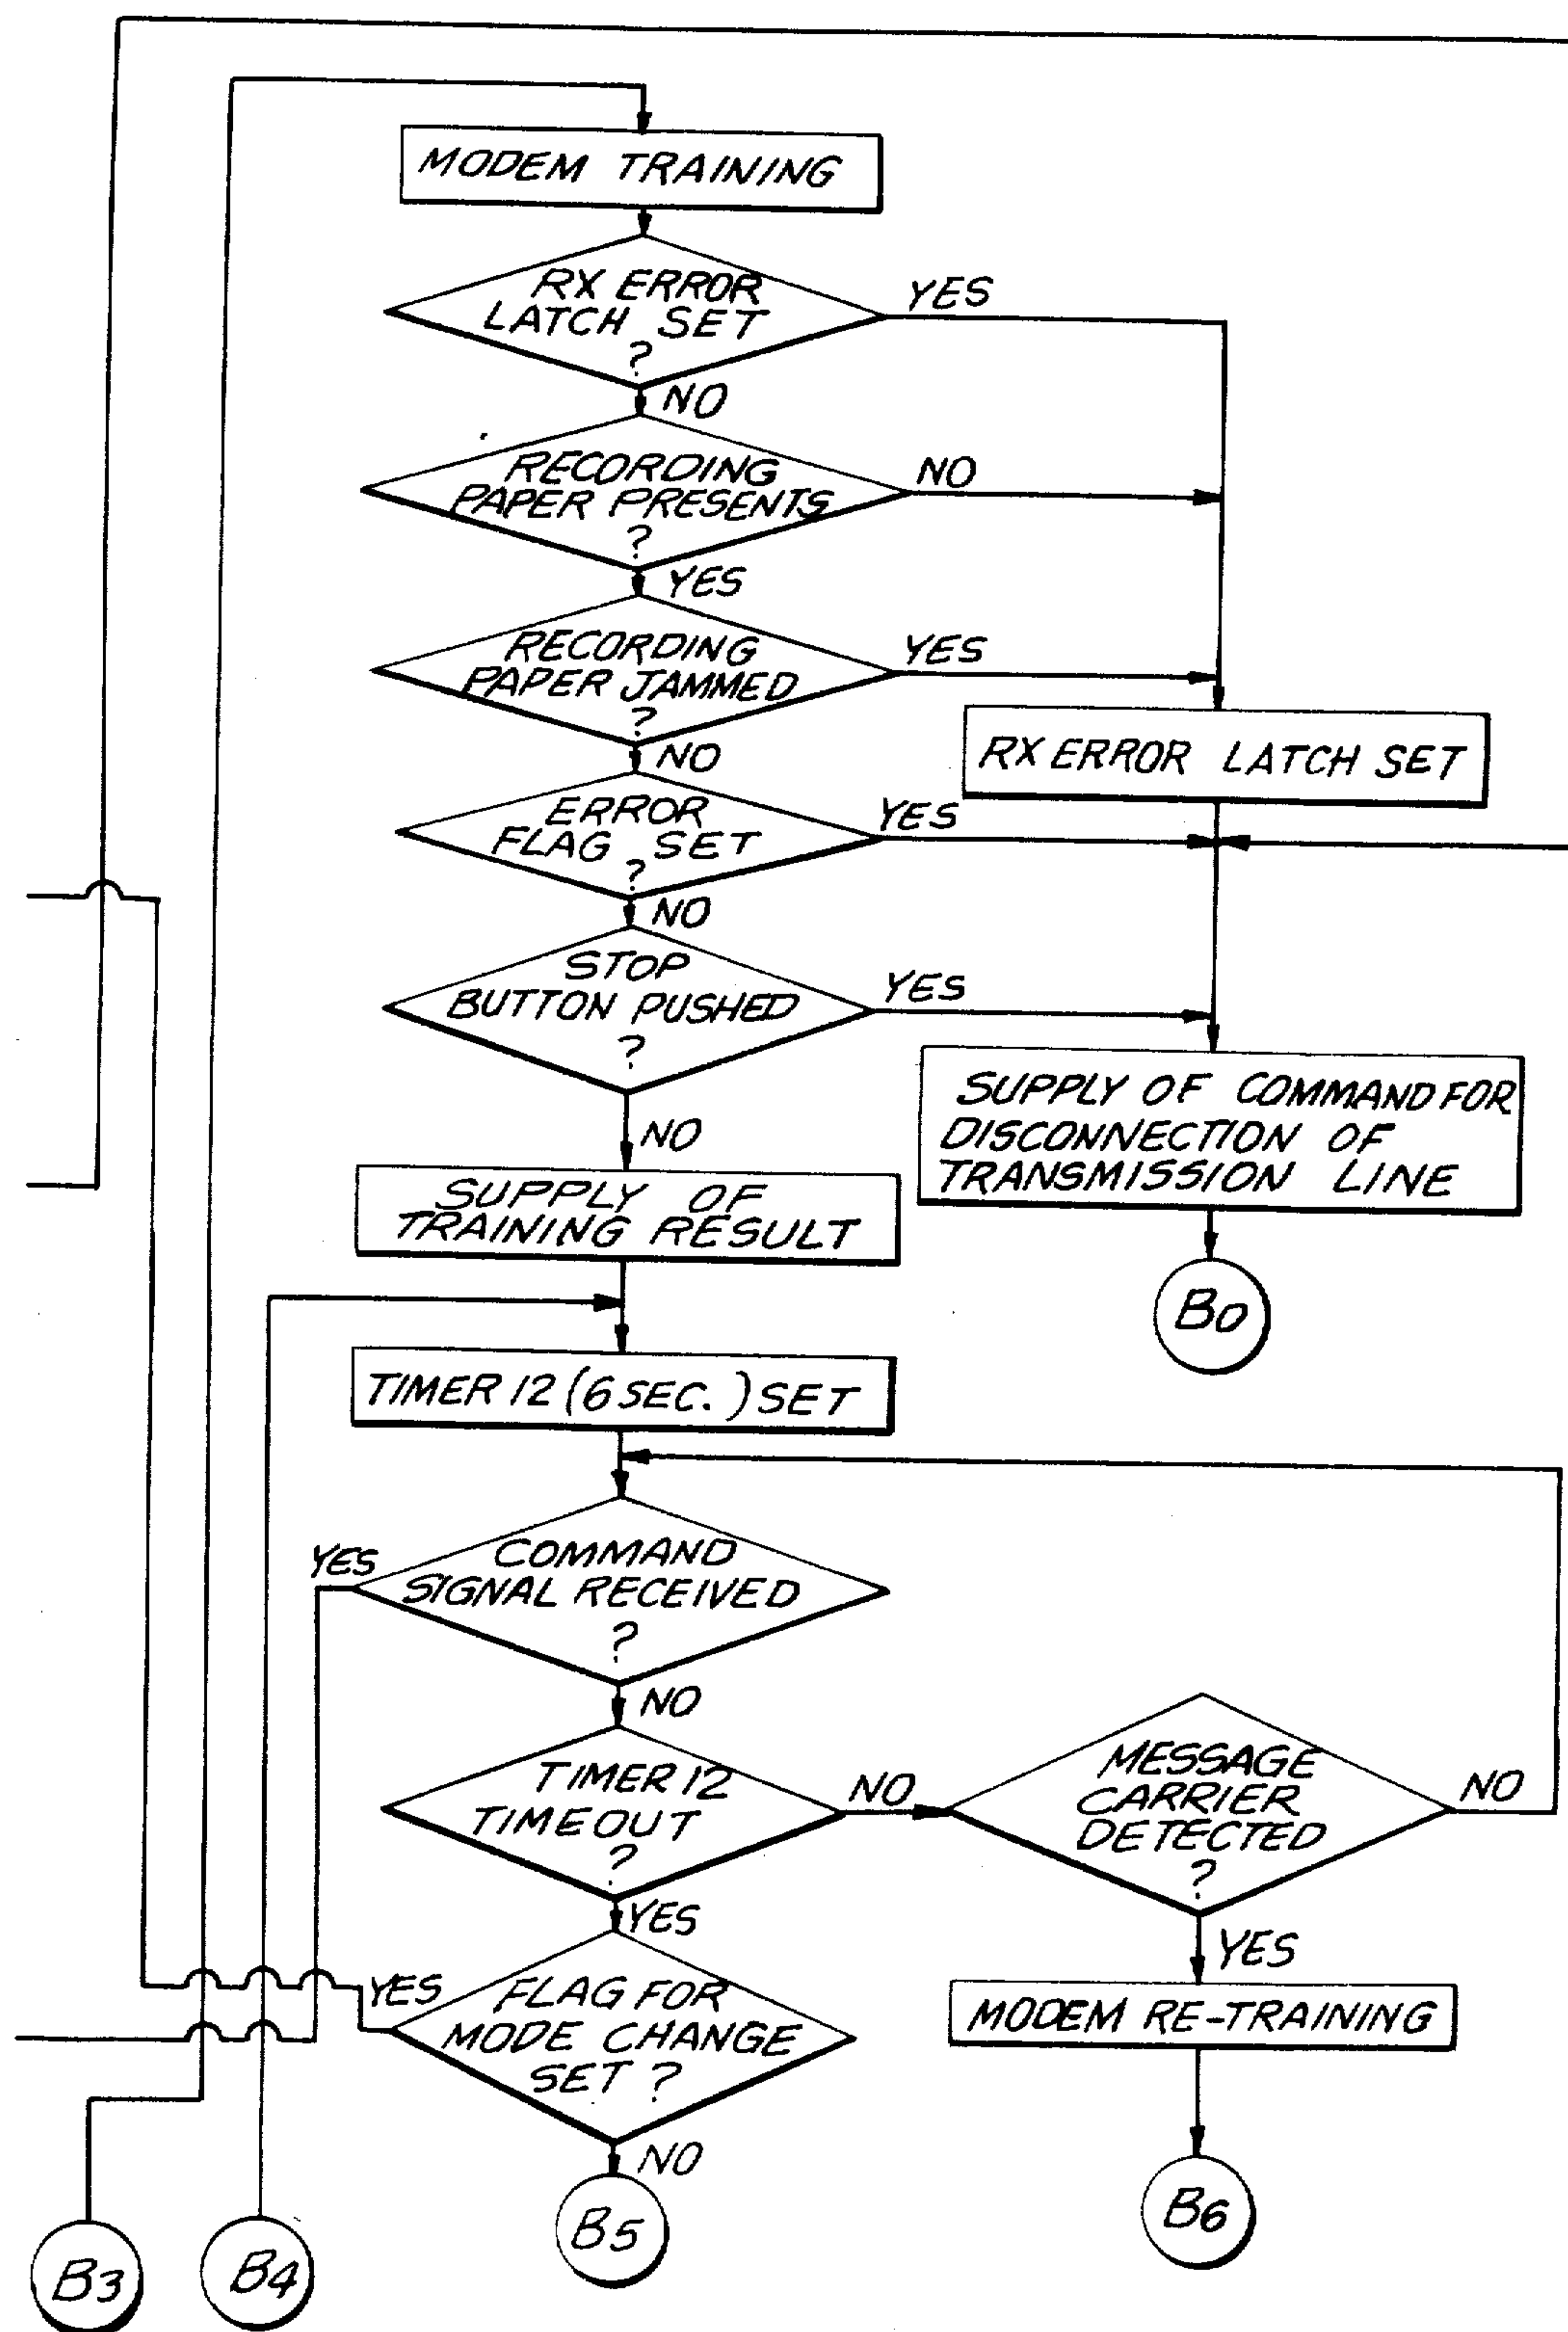 MODEM TRAINING
RX ERROR
LATCH SET
?
YES
NO
RECORDING
PAPER PRESENTS
?
NO
YES
RECORDING
PAPER JAMMED
?
YES
NO
RX ERROR LATCH SET
ERROR
FLAG SET
?
YES
NO
STOP
BUTTON PUSHED
?
YES
NO
SUPPLY OF COMMAND FOR
DISCONNECTION OF
TRANSMISSION LINE
B0
SUPPLY OF
TRAINING RESULT
TIMER 12 (6 SEC.) SET
COMMAND
SIGNAL RECEIVED
?
YES
NO
TIMER 12
TIMEOUT
?
NO
YES
MESSAGE
CARRIER
DETECTED
?
NO
YES
MODEM RE-TRAINING
B6
FLAG FOR
MODE CHANGE
SET ?
YES
NO
B3
B4
B5